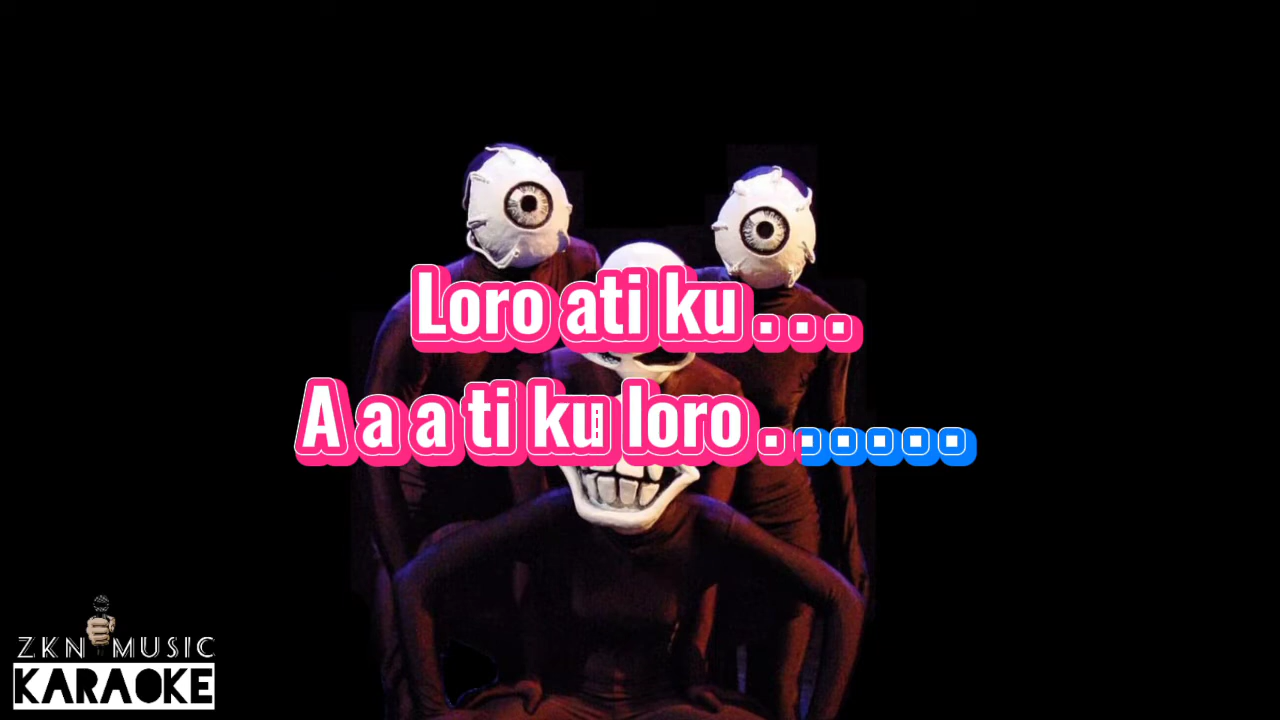 Loro ati ku . . .
A a a ti ku loro . . . . . .
ZKN MUSIC
KARAOKE